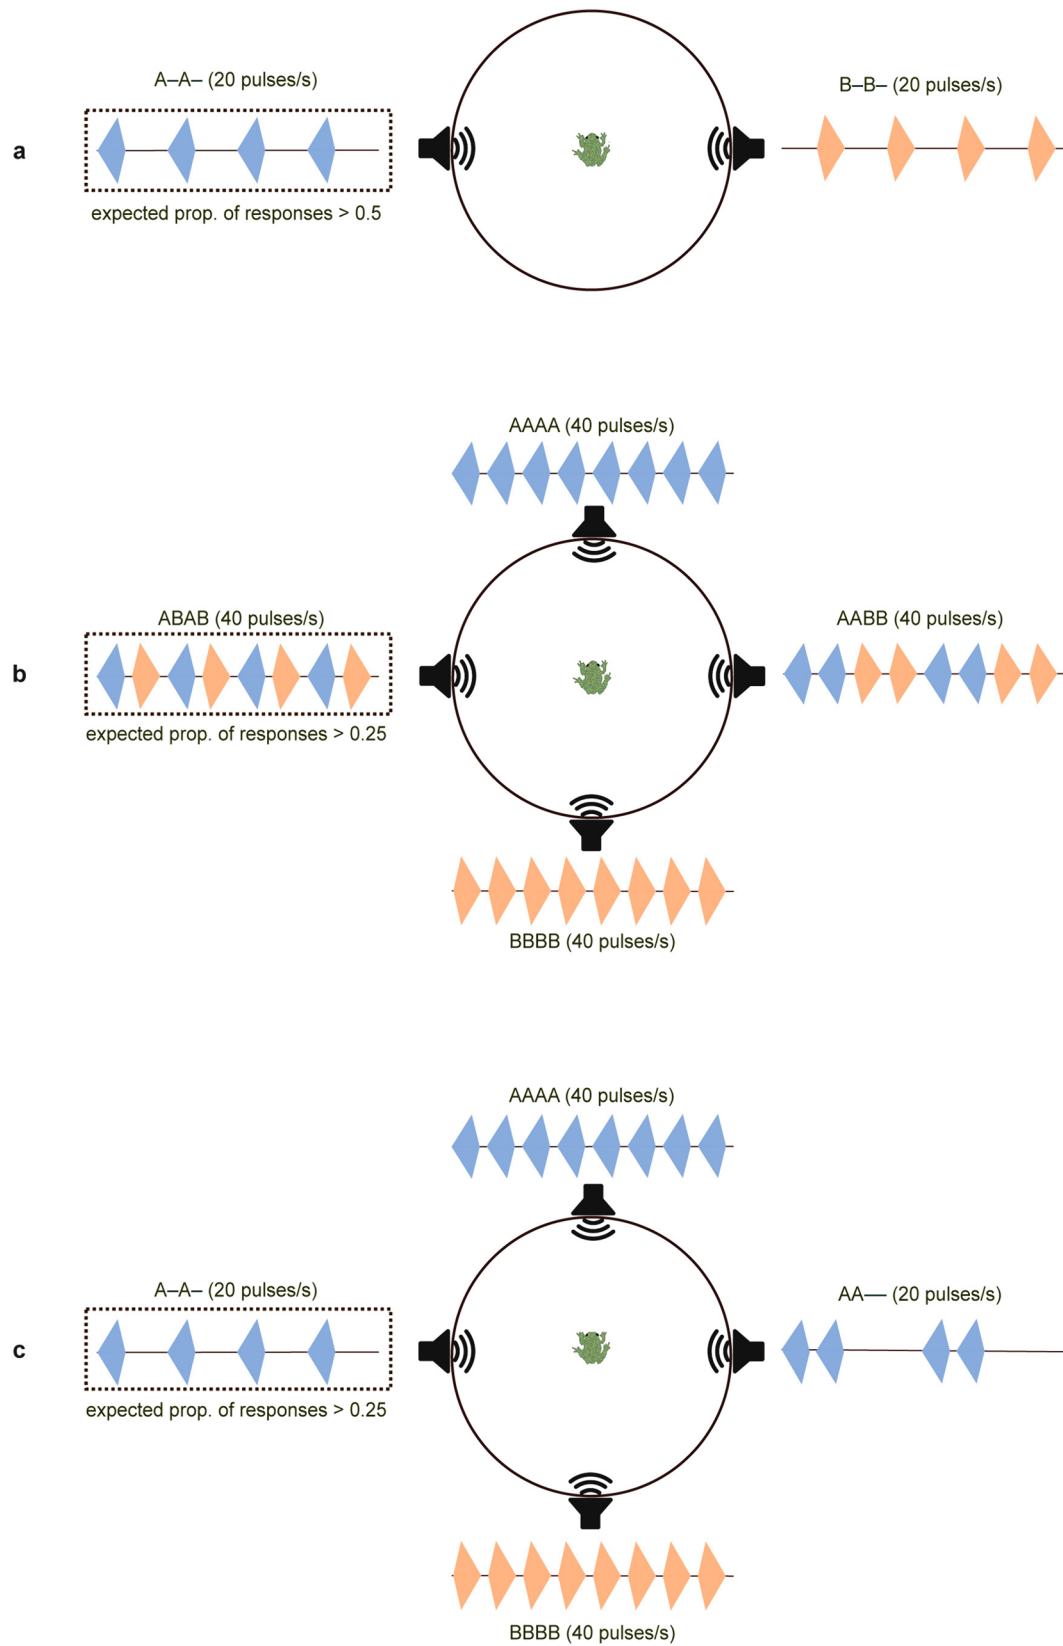 A–A– (20 pulses/s)
B–B– (20 pulses/s)
a
expected prop. of responses > 0.5
AAAA (40 pulses/s)
ABAB (40 pulses/s)
AABB (40 pulses/s)
b
expected prop. of responses > 0.25
BBBB (40 pulses/s)
AAAA (40 pulses/s)
A–A– (20 pulses/s)
AA–– (20 pulses/s)
c
expected prop. of responses > 0.25
BBBB (40 pulses/s)